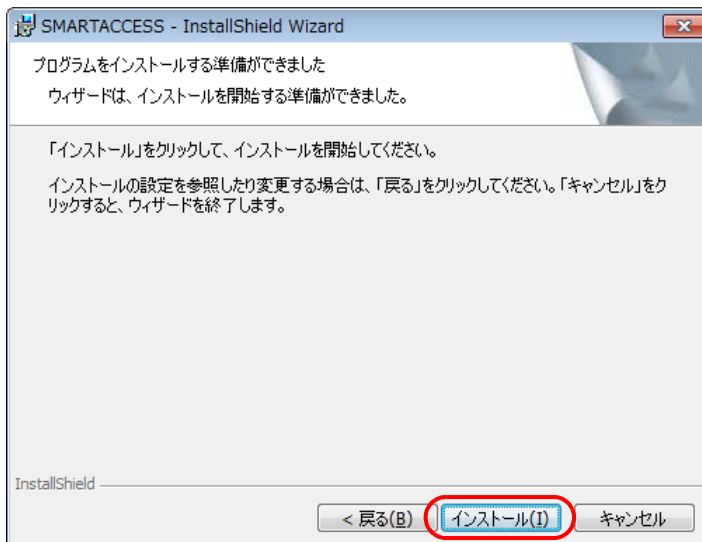 SMARTACCESS - InstallShield Wizard
プログラムをインストールする準備ができました
ウィザードは、インストールを開始する準備ができました。
「インストール」をクリックして、インストールを開始してください。
インストールの設定を参照したり変更する場合は、「戻る」をクリックしてください。「キャンセル」をク
リックすると、ウィザードを終了します。
InstallShield
< 戻る(B)
インストール(I)
キャンセル